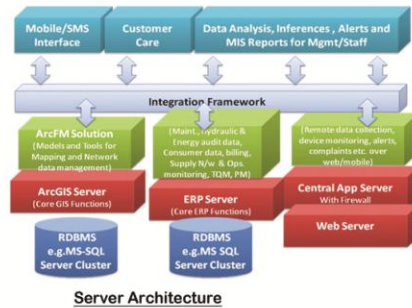 Mobile/SMS
Interface
Customer
Care
Data Analysis, Inferences , Alerts and
MIS Reports for Mgmt/Staff
Integration Framework
ArcFM Solution
(Models and Tools for
Mapping and Network
data management)
(Maint., Hydraulic &
Energy audit data,
Consumer data, billing,
Supply N/w & Ops.
monitoring, TQM, PM)
(Remote data collection,
device monitoring, alerts,
complaints etc. over
web/mobile)
ArcGIS Server
(Core GIS Functions)
ERP Server
(Core ERP Functions)
Central App Server
With Firewall
Web Server
RDBMS
e.g.MS-SQL
Server Cluster
RDBMS
e.g.MS SQL
Server Cluster
Server Architecture